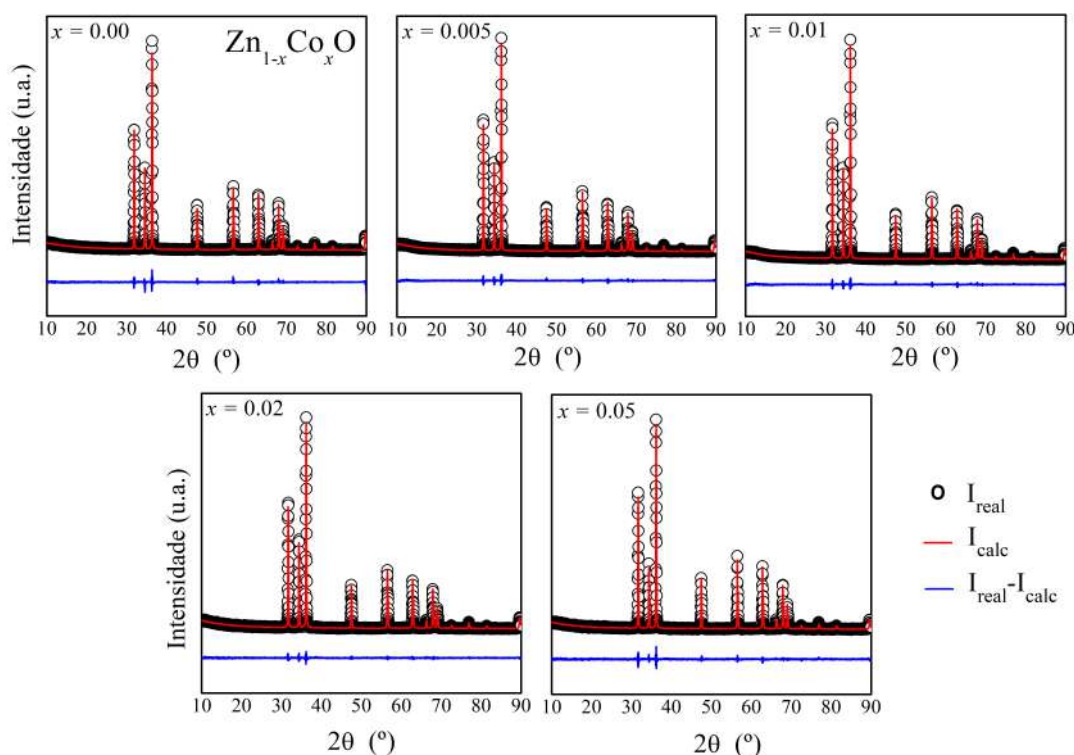 x = 0.00
Zn1-xCoxO
x = 0.005
x = 0.01
Intensidade (u.a.)
10 20 30 40 50 60 70 80 90
10 20 30 40 50 60 70 80 90
10 20 30 40 50 60 70 80 90
2θ (º)
2θ (º)
2θ (º)
x = 0.02
x = 0.05
Intensidade (u.a.)
Ireal
Icalc
Ireal-Icalc
10 20 30 40 50 60 70 80 90
10 20 30 40 50 60 70 80 90
2θ (º)
2θ (º)